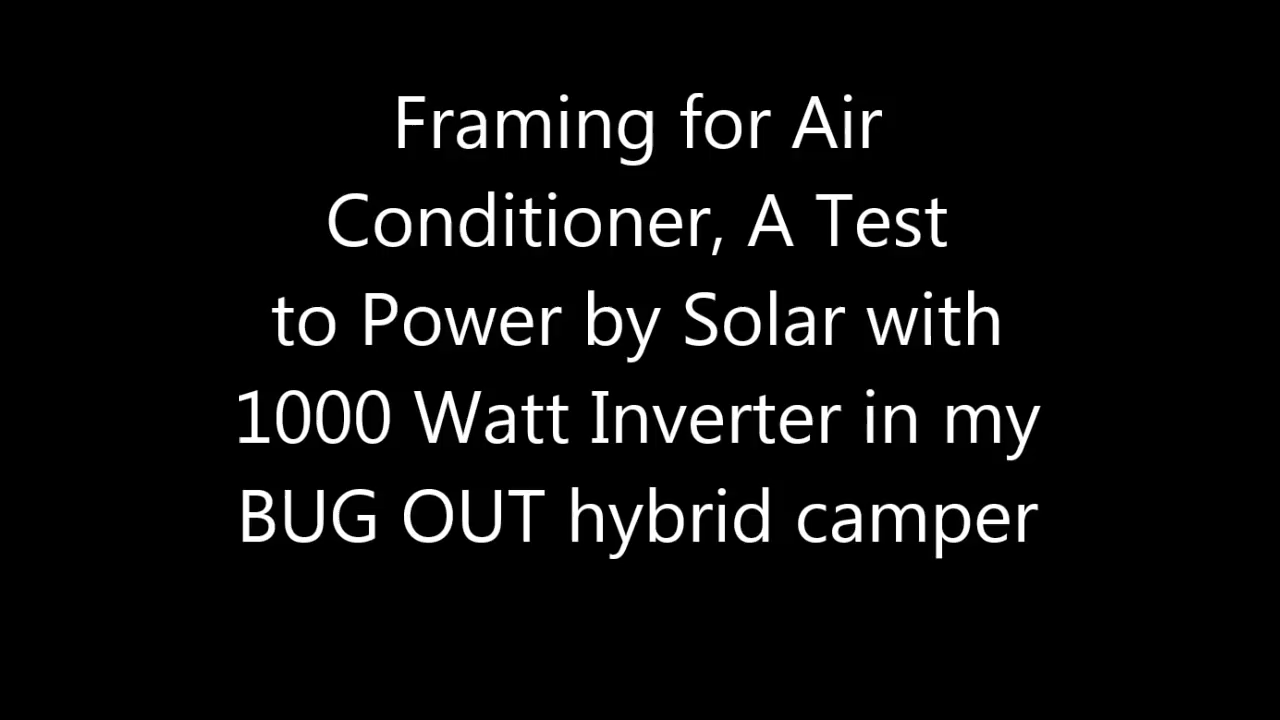 Framing for Air
Conditioner, A Test
to Power by Solar with
1000 Watt Inverter in my
BUG OUT hybrid camper